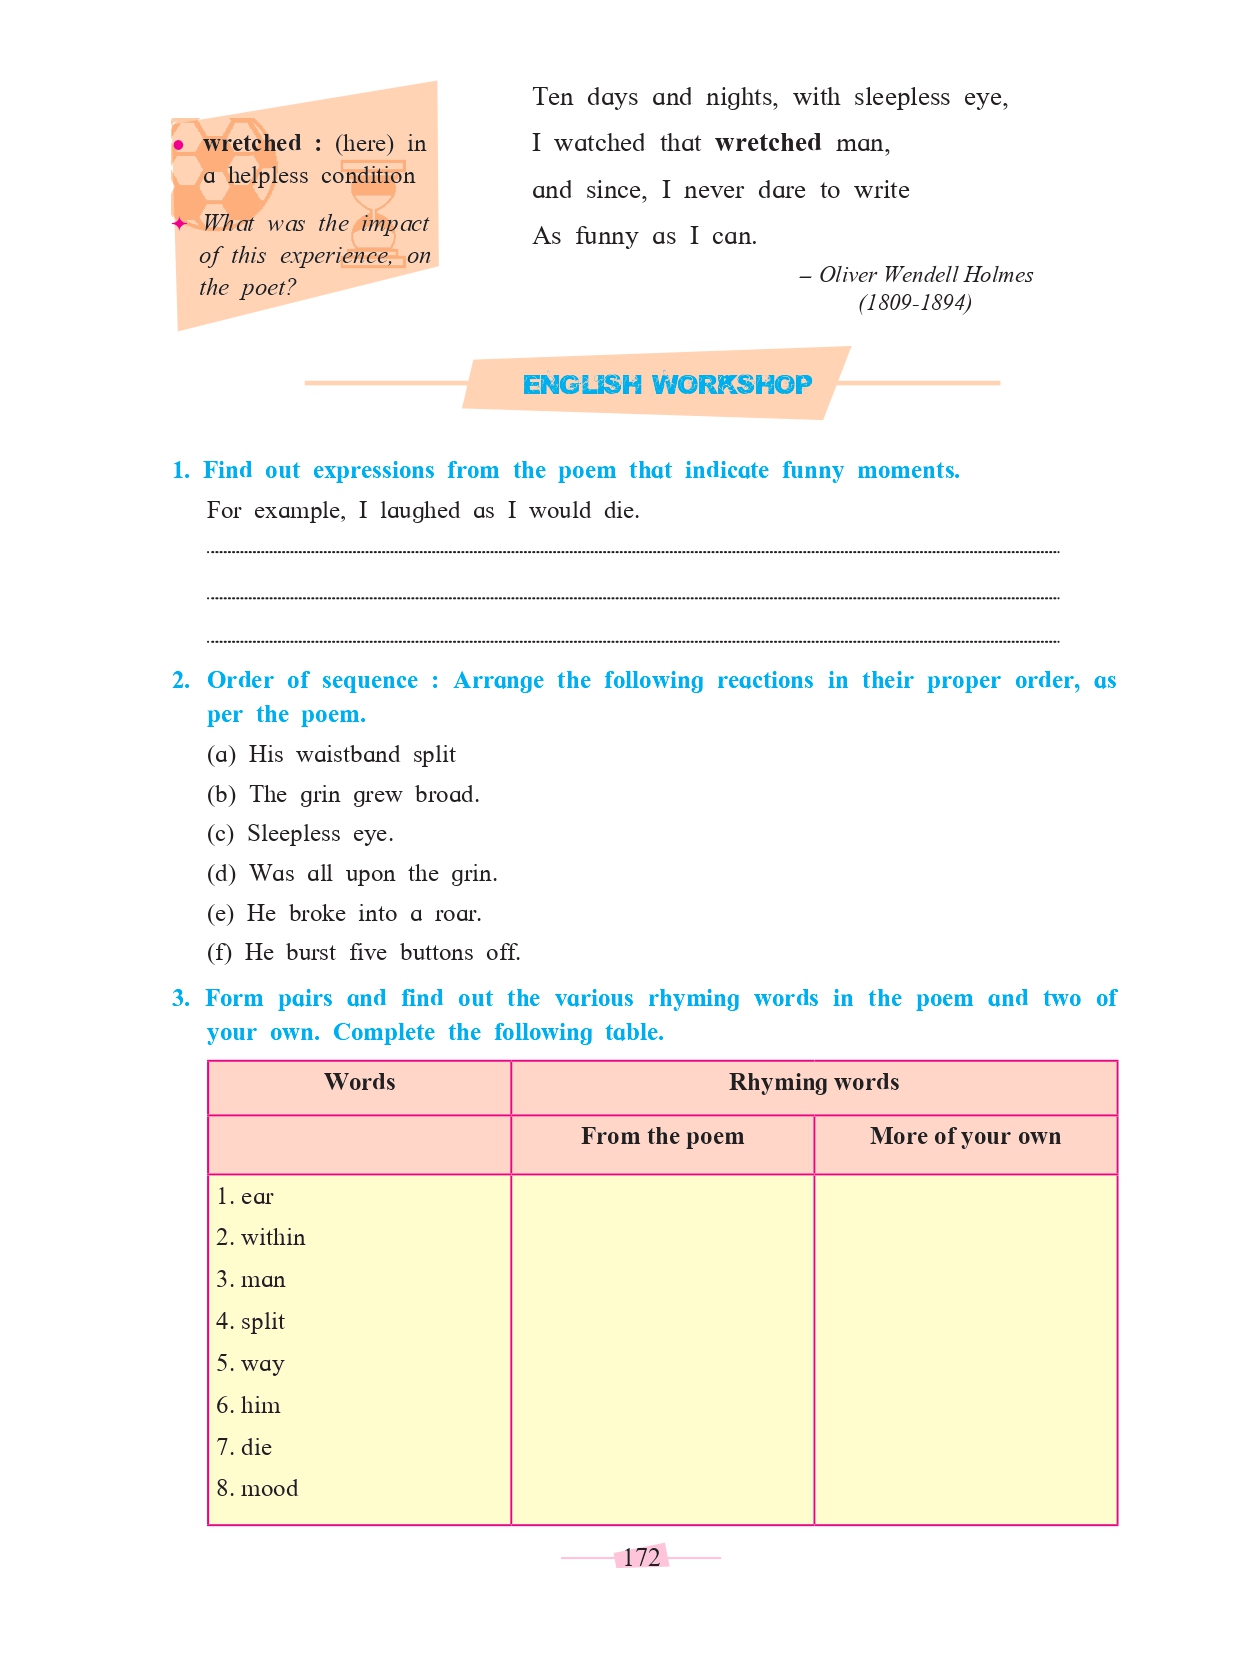 Ten days and nights, with sleepless eye,
I watched that wretched man,
and since, I never dare to write
As funny as I can.
– Oliver Wendell Holmes
(1809-1894)
● wretched : (here) in
a helpless condition
✦ What was the impact
of this experience, on
the poet?
ENGLISH WORKSHOP
1. Find out expressions from the poem that indicate funny moments.
For example, I laughed as I would die.
2. Order of sequence : Arrange the following reactions in their proper order, as
per the poem.
(a) His waistband split
(b) The grin grew broad.
(c) Sleepless eye.
(d) Was all upon the grin.
(e) He broke into a roar.
(f) He burst five buttons off.
3. Form pairs and find out the various rhyming words in the poem and two of
your own. Complete the following table.
Words Rhyming words
From the poem More of your own
1. ear
2. within
3. man
4. split
5. way
6. him
7. die
8. mood
172